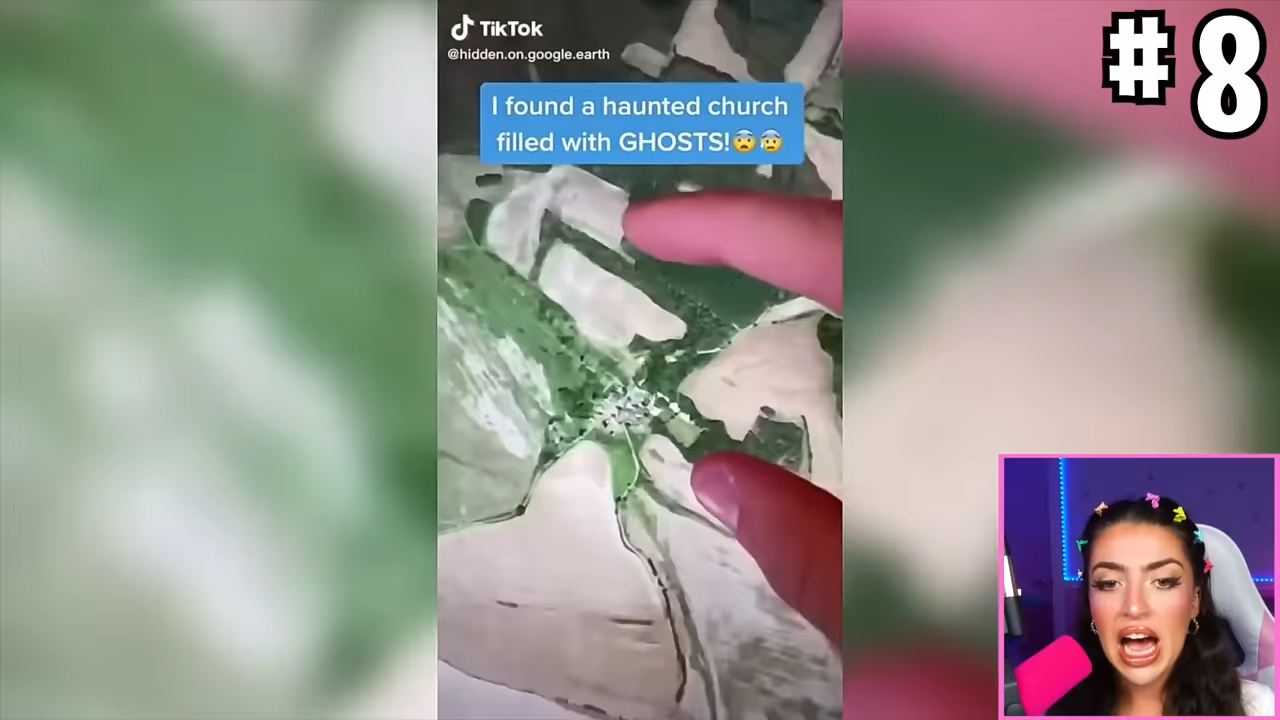 TikTok
@hidden.on.google.earth
I found a haunted church
filled with GHOSTS!😨😰
#8